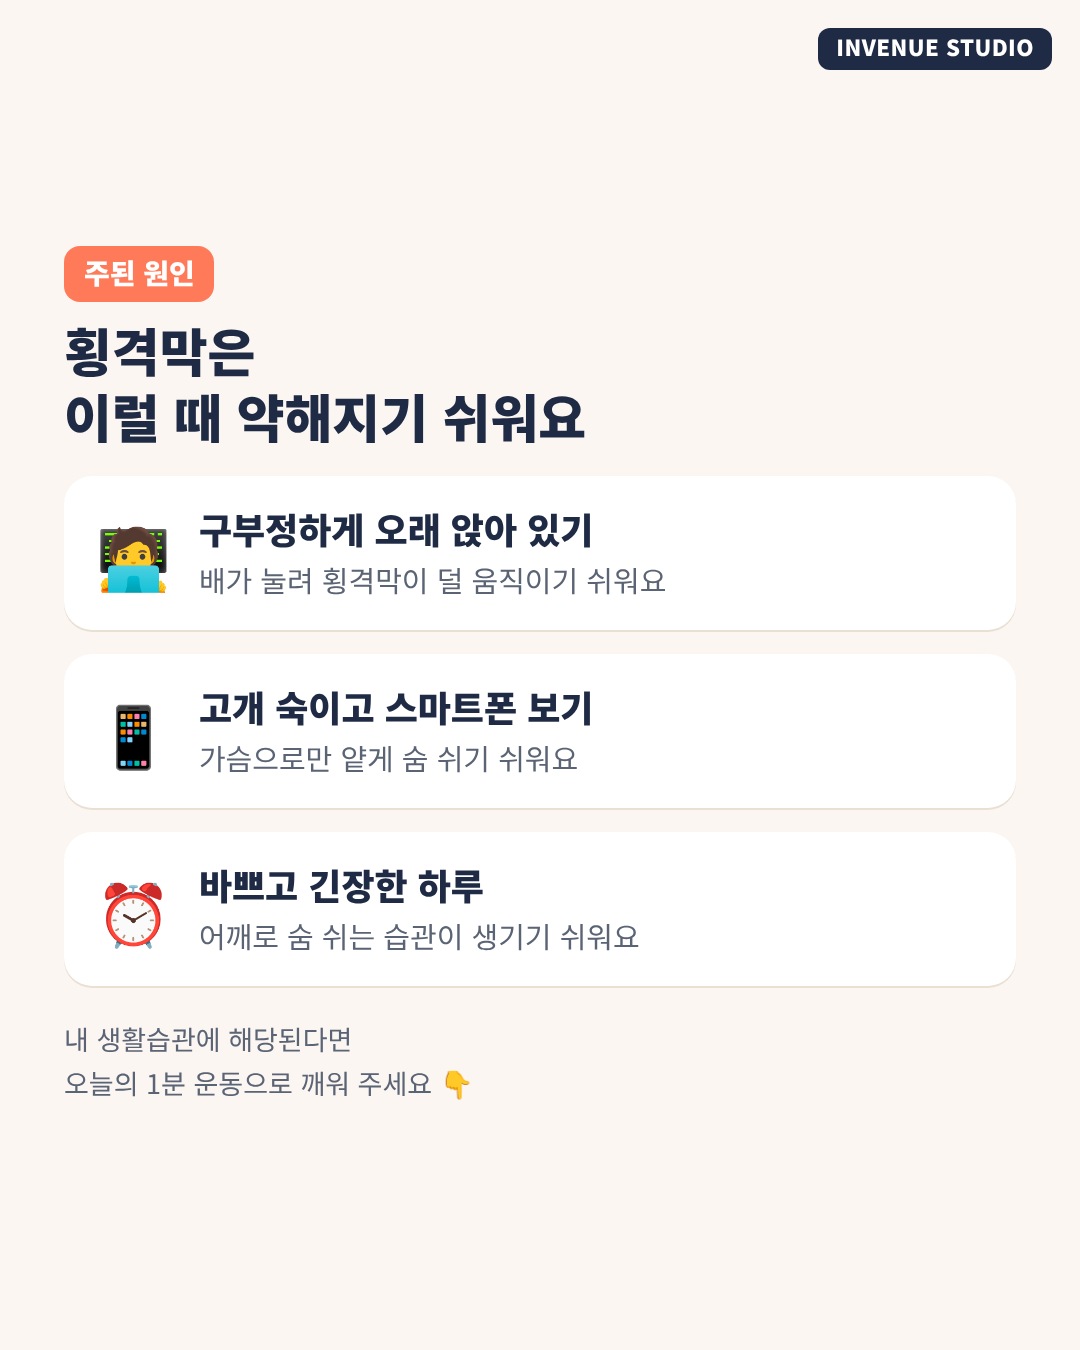 INVENUE STUDIO
주된 원인
횡격막은
이럴 때 약해지기 쉬워요
구부정하게 오래 앉아 있기
배가 눌려 횡격막이 덜 움직이기 쉬워요
고개 숙이고 스마트폰 보기
가슴으로만 얕게 숨 쉬기 쉬워요
바쁘고 긴장한 하루
어깨로 숨 쉬는 습관이 생기기 쉬워요
내 생활습관에 해당된다면
오늘의 1분 운동으로 깨워 주세요 👇